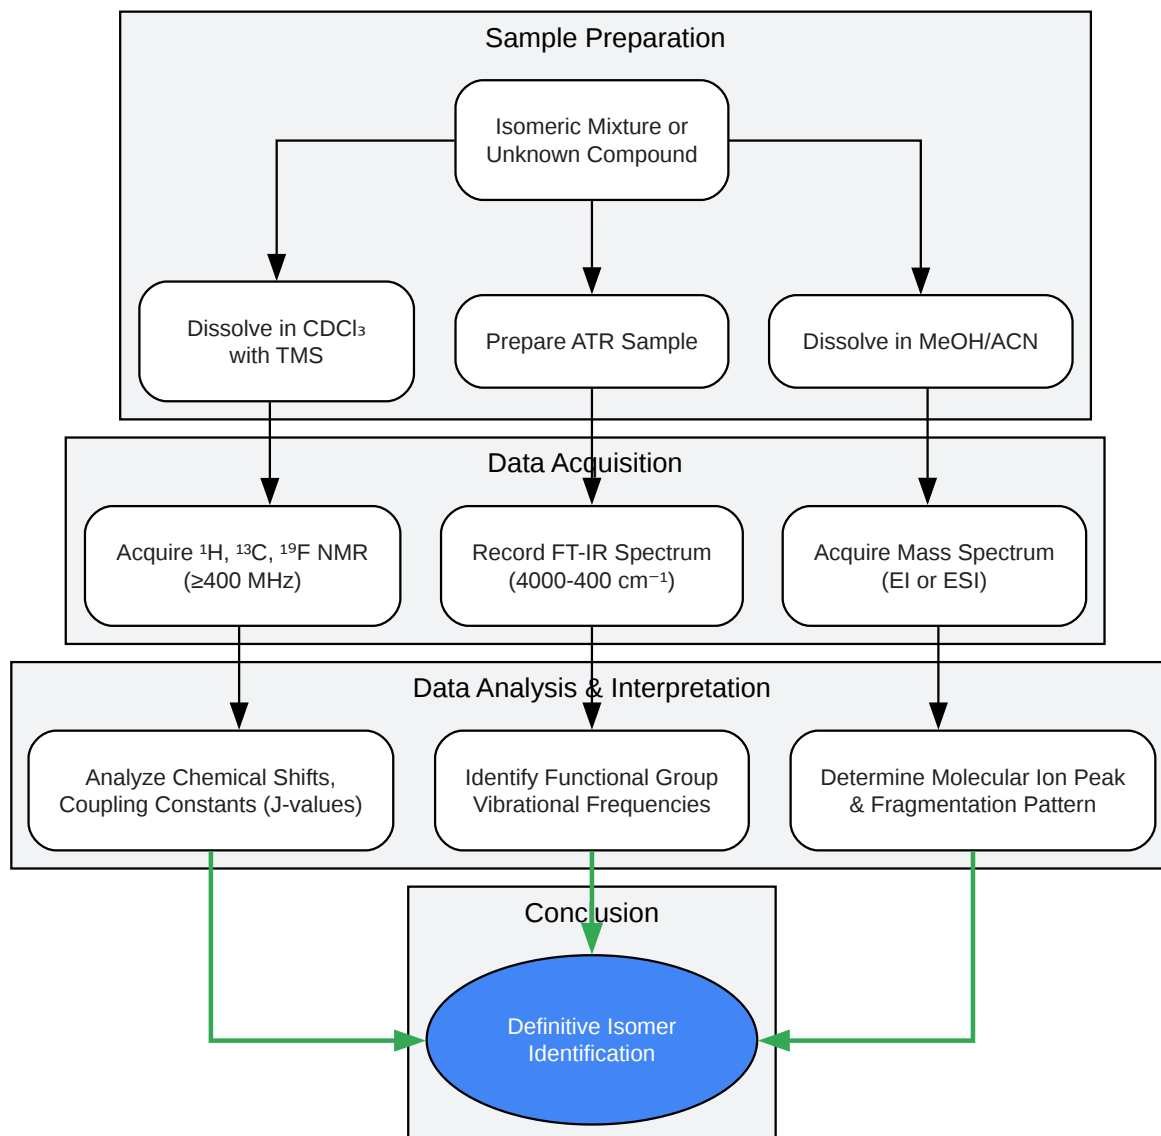 Sample Preparation
Isomeric Mixture or
Unknown Compound
Dissolve in CDCl₃
with TMS
Prepare ATR Sample
Dissolve in MeOH/ACN
Data Acquisition
Acquire ¹H, ¹³C, ¹⁹F NMR
(≥400 MHz)
Record FT-IR Spectrum
(4000-400 cm⁻¹)
Acquire Mass Spectrum
(EI or ESI)
Data Analysis & Interpretation
Analyze Chemical Shifts,
Coupling Constants (J-values)
Identify Functional Group
Vibrational Frequencies
Determine Molecular Ion Peak
& Fragmentation Pattern
Conclusion
Definitive Isomer
Identification